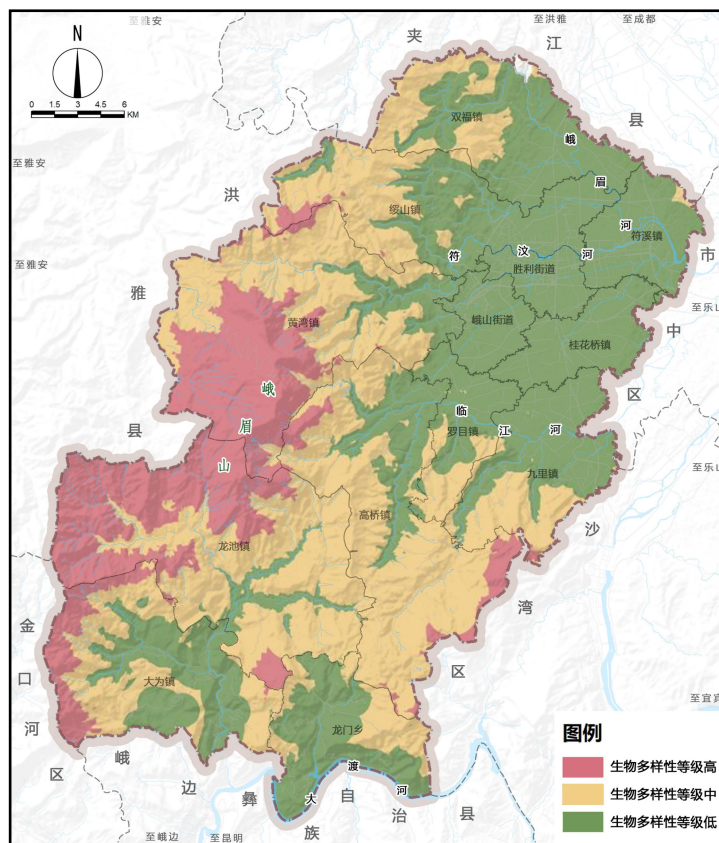 至雅安
至洪雅
至成都
N
夹
江
县
0 1.5 3 4.5 6
KM
双福镇
峨
眉
河
至雅安
洪
绥山镇
符溪镇
符
汶
河
市
雅
至雅安
胜利街道
中
至乐山
黄湾镇
峨山街道
桂花桥镇
区
峨
眉
山
县
临
江
河
罗目镇
九里镇
至乐山
高桥镇
沙
龙池镇
湾
金
口
河
区
大为镇
区
至宜宾
龙门乡
图例
峨
边
彝
族
自
治
县
大
渡
河
生物多样性等级高
生物多样性等级中
生物多样性等级低
至峨边
至昆明